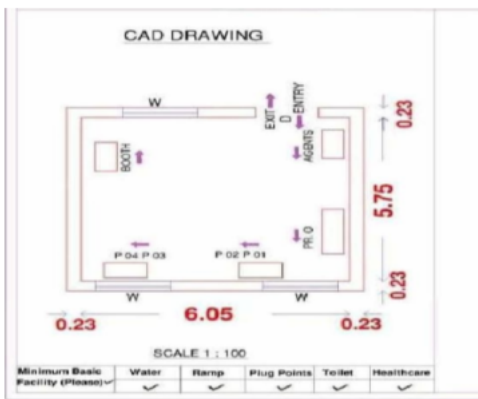 CAD DRAWING
W
EXIT
D
ENTRY
0.23
BOOTH
AGENTS
5.75
PR.O
P 04 P 03
P 02 P 01
W
W
0.23
6.05
0.23
0.23
SCALE 1 : 100
Minimum Basic Facility (Please)✓ Water Ramp Plug Points Toilet Healthcare
✓ ✓ ✓ ✓ ✓